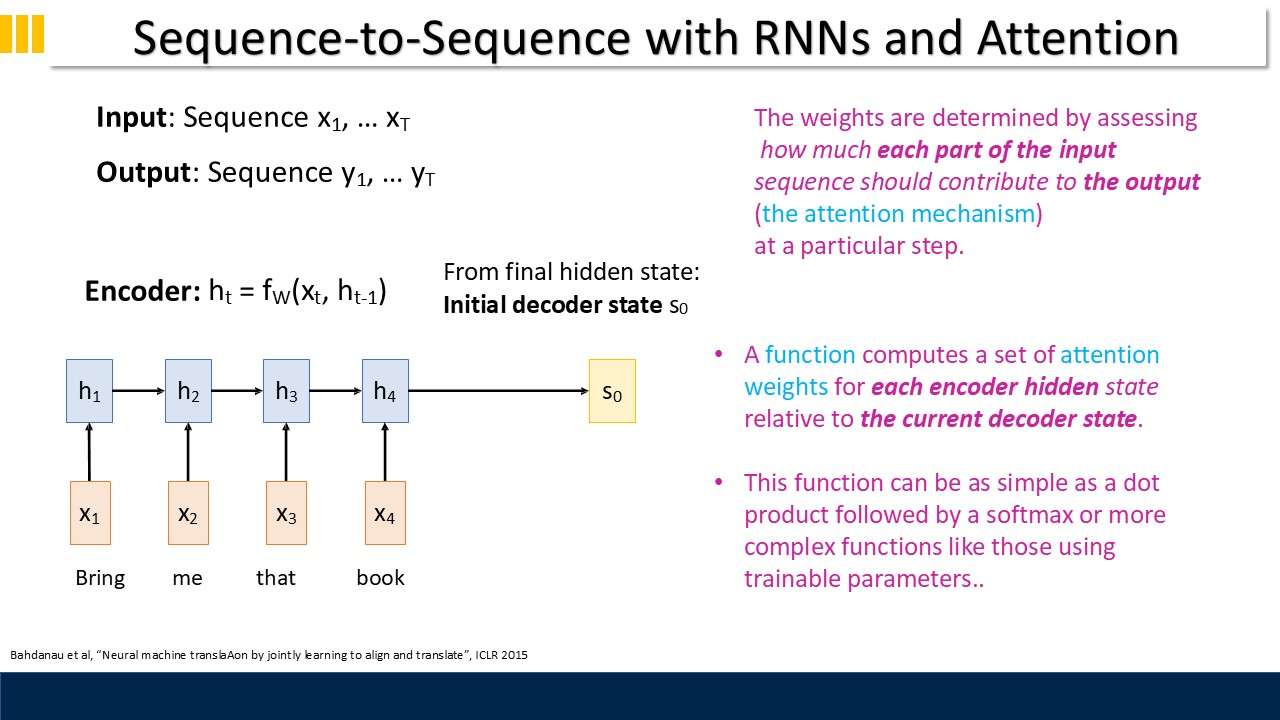 Sequence-to-Sequence with RNNs and Attention
Input: Sequence x₁, … x_T
Output: Sequence y₁, … y_T
The weights are determined by assessing
how much each part of the input
sequence should contribute to the output
(the attention mechanism)
at a particular step.
Encoder: h_t = f_W(x_t, h_t-1)
From final hidden state:
Initial decoder state s₀
h₁ h₂ h₃ h₄ s₀
x₁ x₂ x₃ x₄
Bring me that book
• A function computes a set of attention
weights for each encoder hidden state
relative to the current decoder state.
• This function can be as simple as a dot
product followed by a softmax or more
complex functions like those using
trainable parameters..
Bahdanau et al, “Neural machine translaAon by jointly learning to align and translate”, ICLR 2015